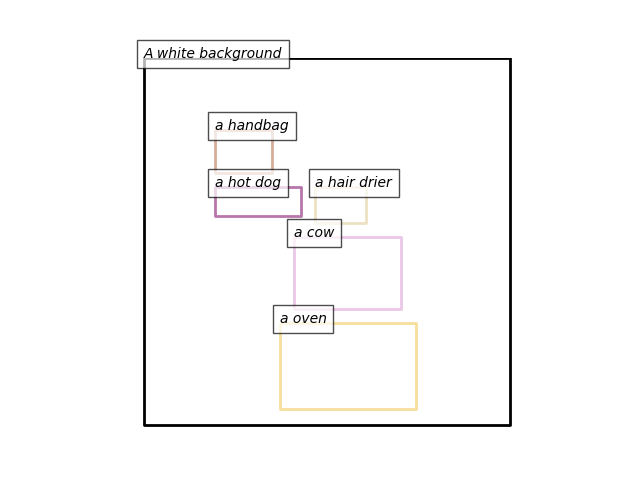 A white background
a handbag
a hot dog
a hair drier
a cow
a oven